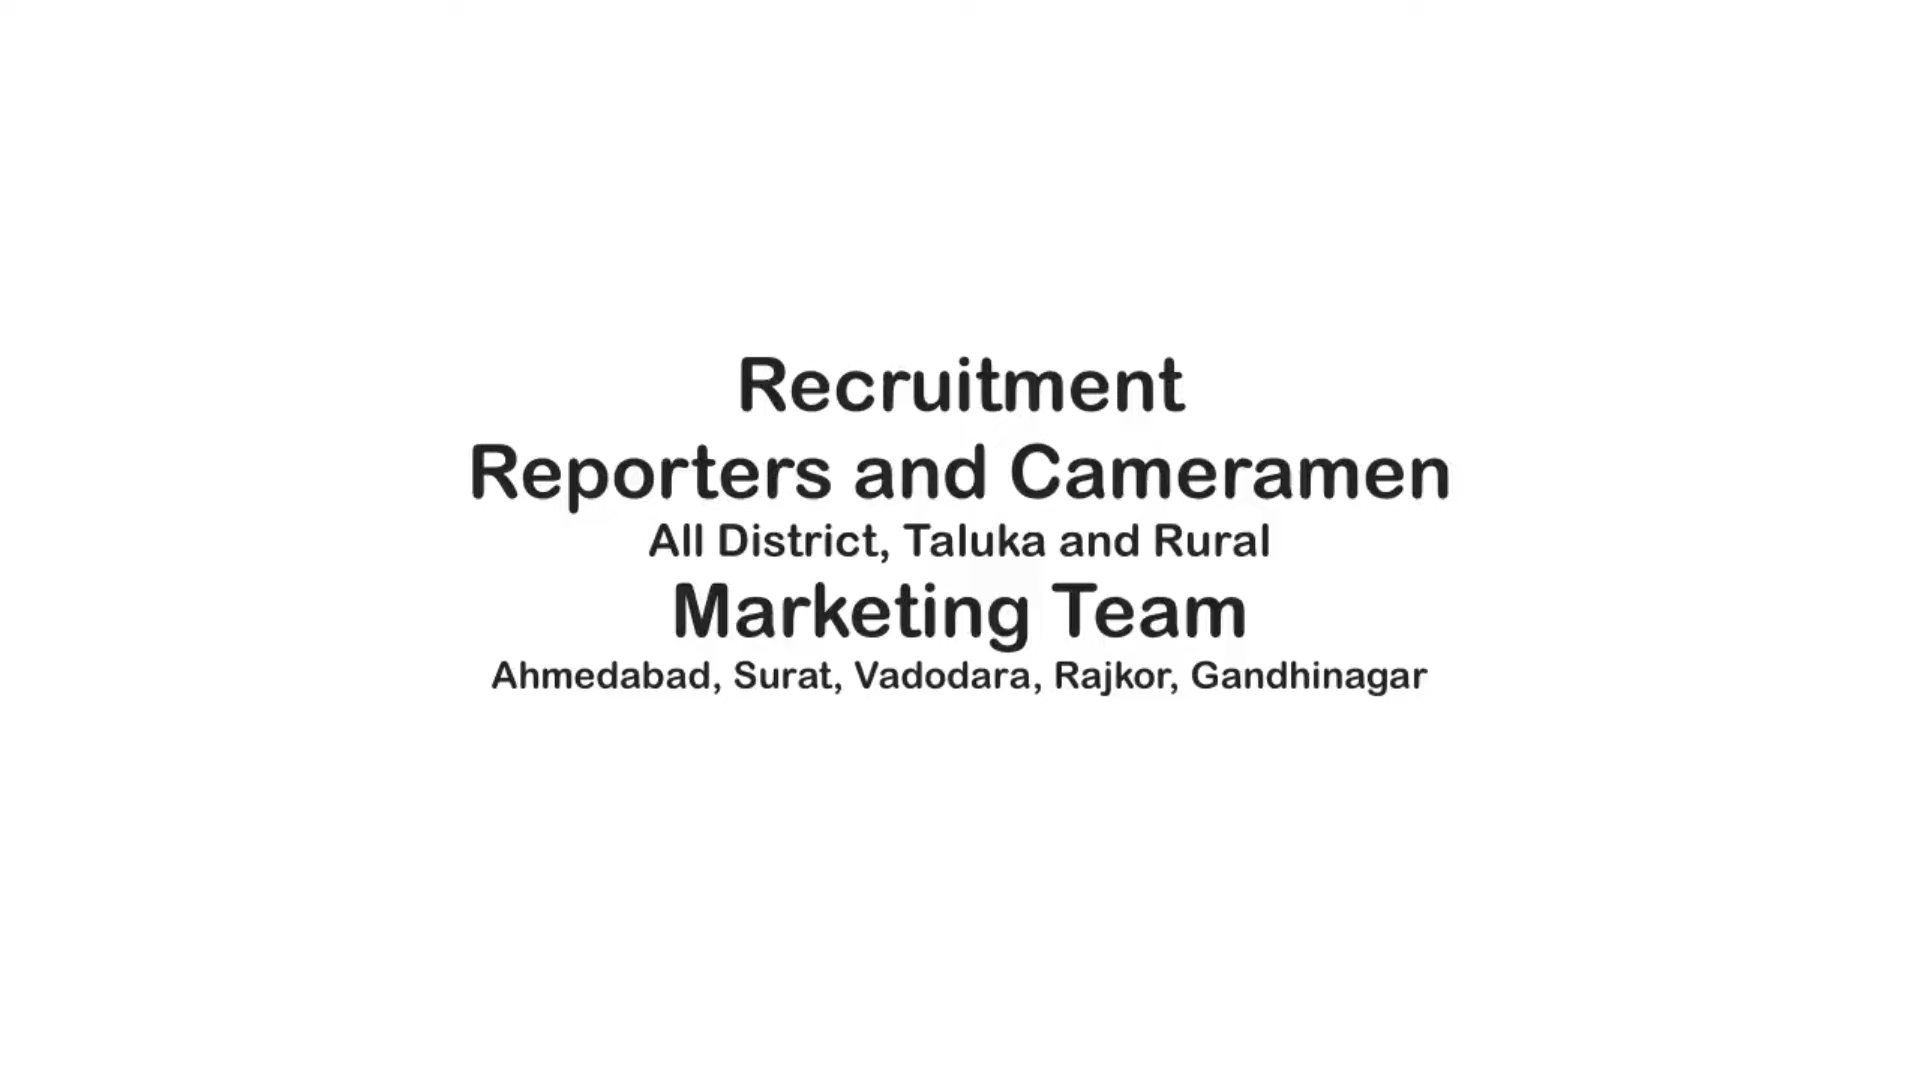 Recruitment
Reporters and Cameramen
All District, Taluka and Rural
Marketing Team
Ahmedabad, Surat, Vadodara, Rajkor, Gandhinagar